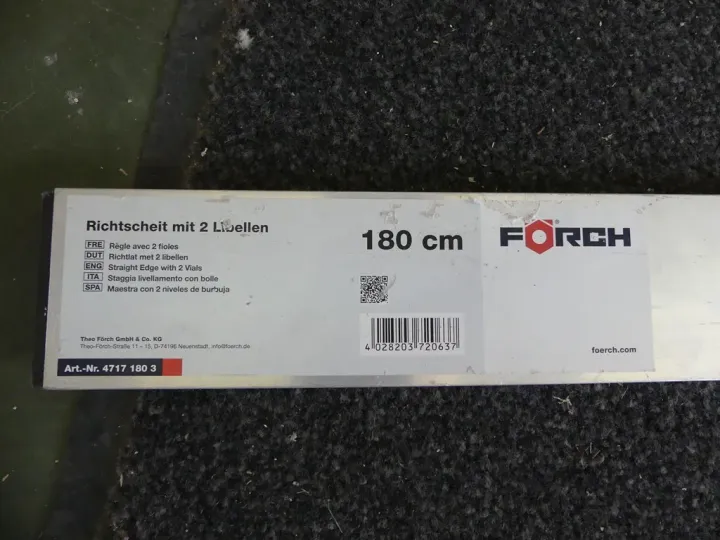 Richtscheit mit 2 Libellen
FRE Règle avec 2 fioles
DUT Richtlat met 2 libellen
ENG Straight Edge with 2 Vials
ITA Staggia livellamento con bolle
SPA Maestra con 2 niveles de burbuja
180 cm
Theo Förch GmbH & Co. KG
Theo-Förch-Straße 11 – 15, D-74196 Neuenstadt, info@foerch.de
Art.-Nr. 4717 180 3
4 028203 720637
FÖRCH
foerch.com